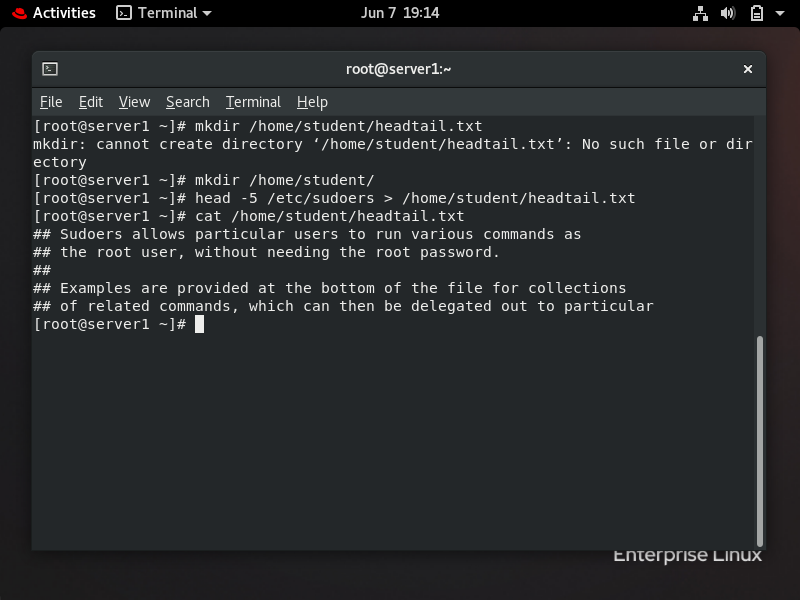 Activities Terminal Jun 7 19:14
root@server1:~
File Edit View Search Terminal Help
[root@server1 ~]# mkdir /home/student/headtail.txt
mkdir: cannot create directory ‘/home/student/headtail.txt’: No such file or dir
ectory
[root@server1 ~]# mkdir /home/student/
[root@server1 ~]# head -5 /etc/sudoers > /home/student/headtail.txt
[root@server1 ~]# cat /home/student/headtail.txt
## Sudoers allows particular users to run various commands as
## the root user, without needing the root password.
##
## Examples are provided at the bottom of the file for collections
## of related commands, which can then be delegated out to particular
[root@server1 ~]#
Enterprise Linux